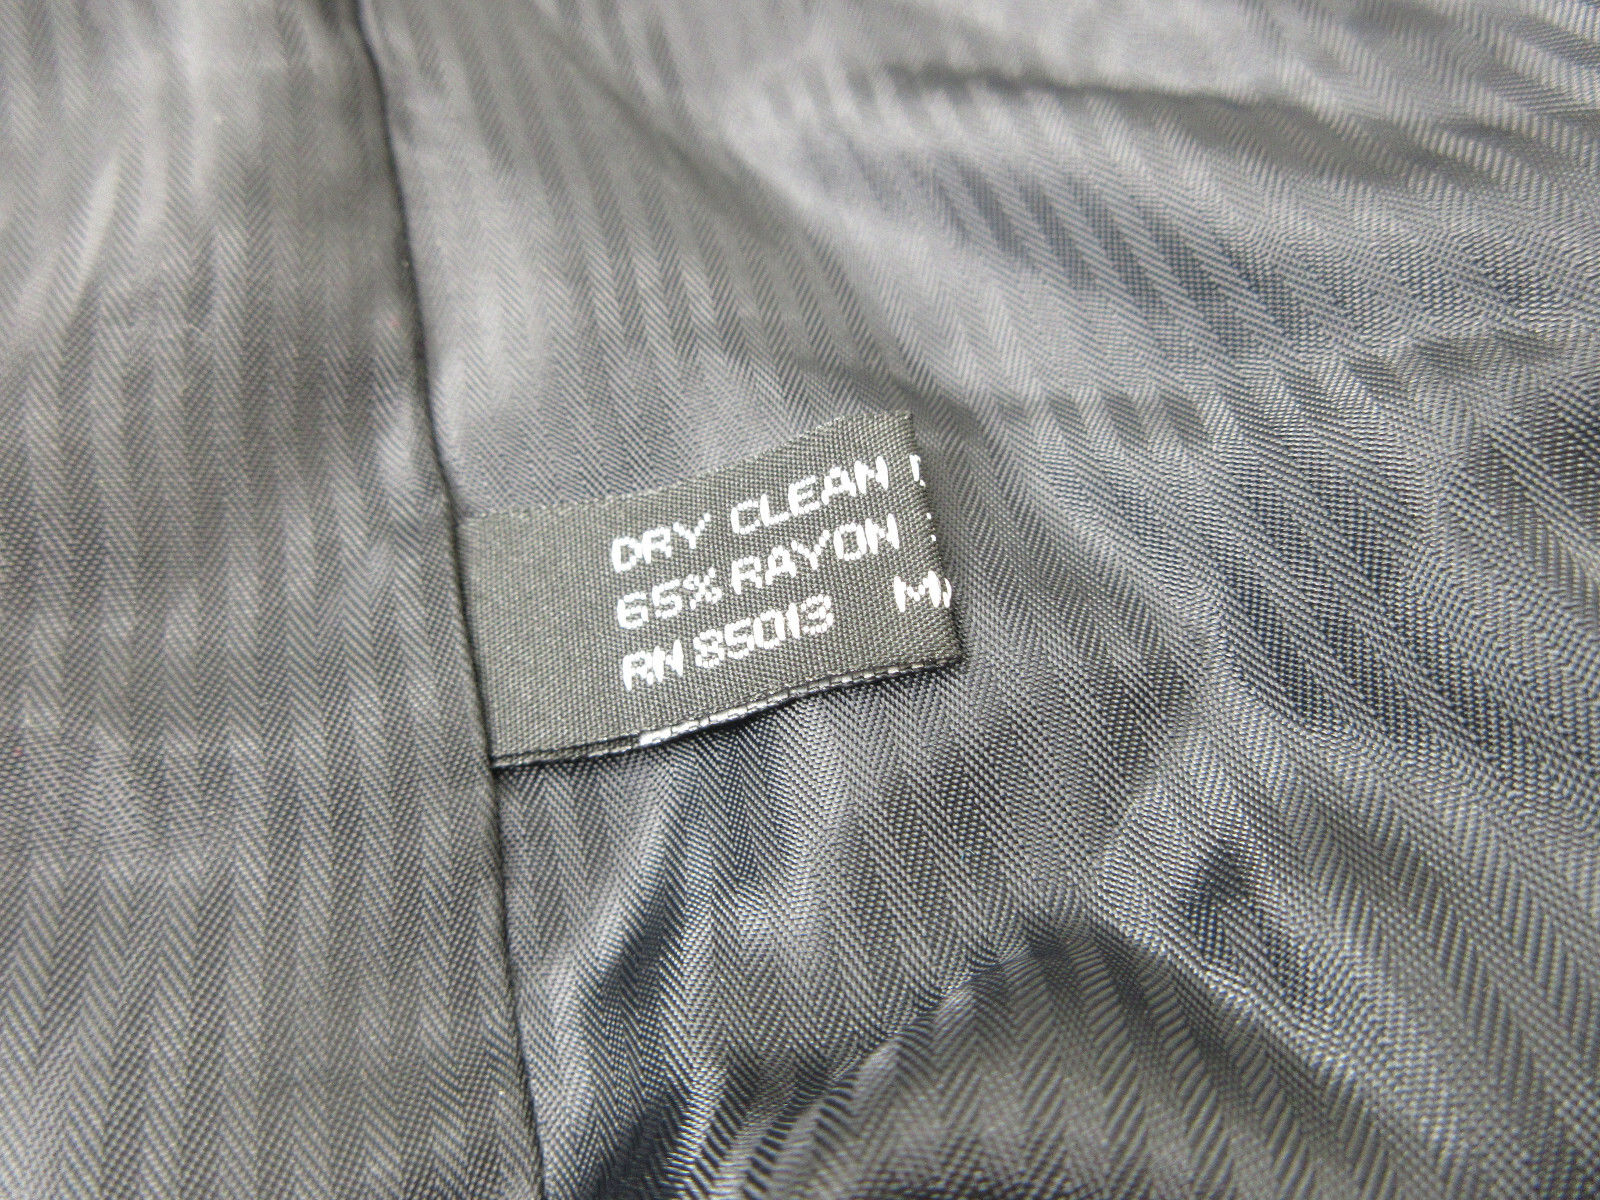 DRY CLEAN
65% RAYON
RN 85013